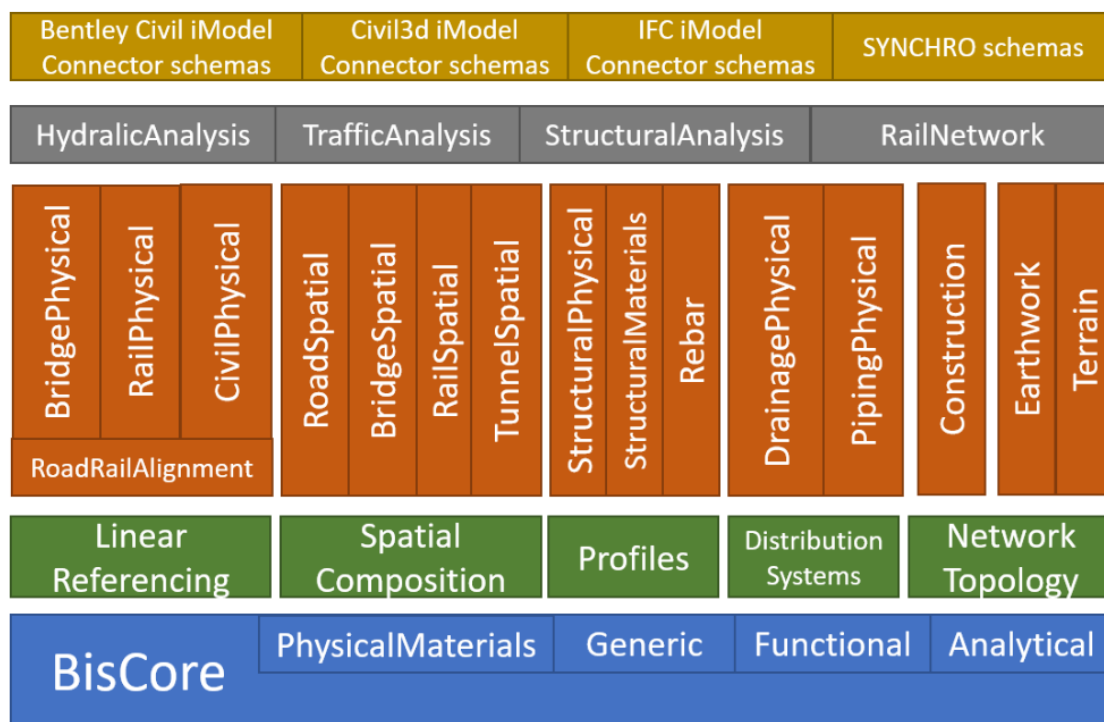 Bentley Civil iModel
Connector schemas
Civil3d iModel
Connector schemas
IFC iModel
Connector schemas
SYNCHRO schemas
HydralicAnalysis
TrafficAnalysis
StructuralAnalysis
RailNetwork
BridgePhysical
RailPhysical
CivilPhysical
RoadRailAlignment
RoadSpatial
BridgeSpatial
RailSpatial
TunnelSpatial
StructuralPhysical
StructuralMaterials
Rebar
DrainagePhysical
PipingPhysical
Construction
Earthwork
Terrain
Linear
Referencing
Spatial
Composition
Profiles
Distribution
Systems
Network
Topology
BisCore
PhysicalMaterials
Generic
Functional
Analytical